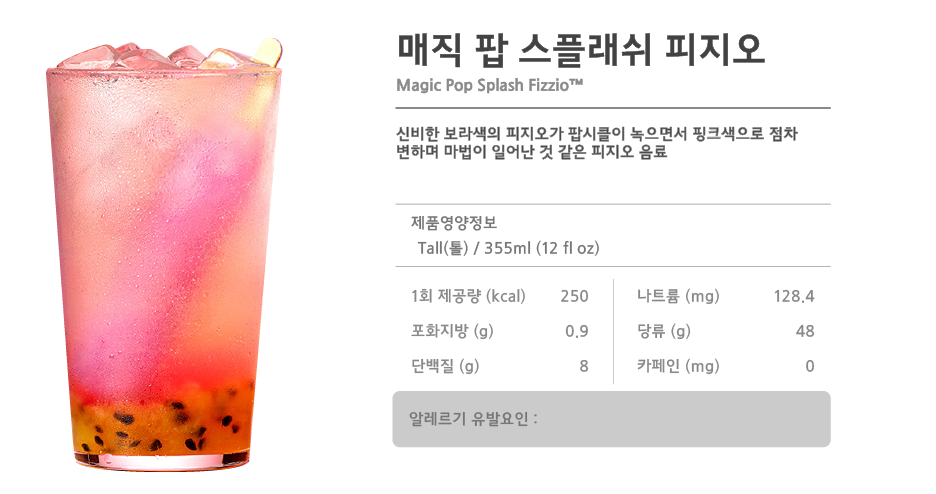 매직 팝 스플래쉬 피지오
Magic Pop Splash Fizzio™
신비한 보라색의 피지오가 팝시클이 녹으면서 핑크색으로 점차
변하며 마법이 일어난 것 같은 피지오 음료
제품영양정보
Tall(톨) / 355ml (12 fl oz)
1회 제공량 (kcal) 250
나트륨 (mg) 128.4
포화지방 (g) 0.9
당류 (g) 48
단백질 (g) 8
카페인 (mg) 0
알레르기 유발요인 :